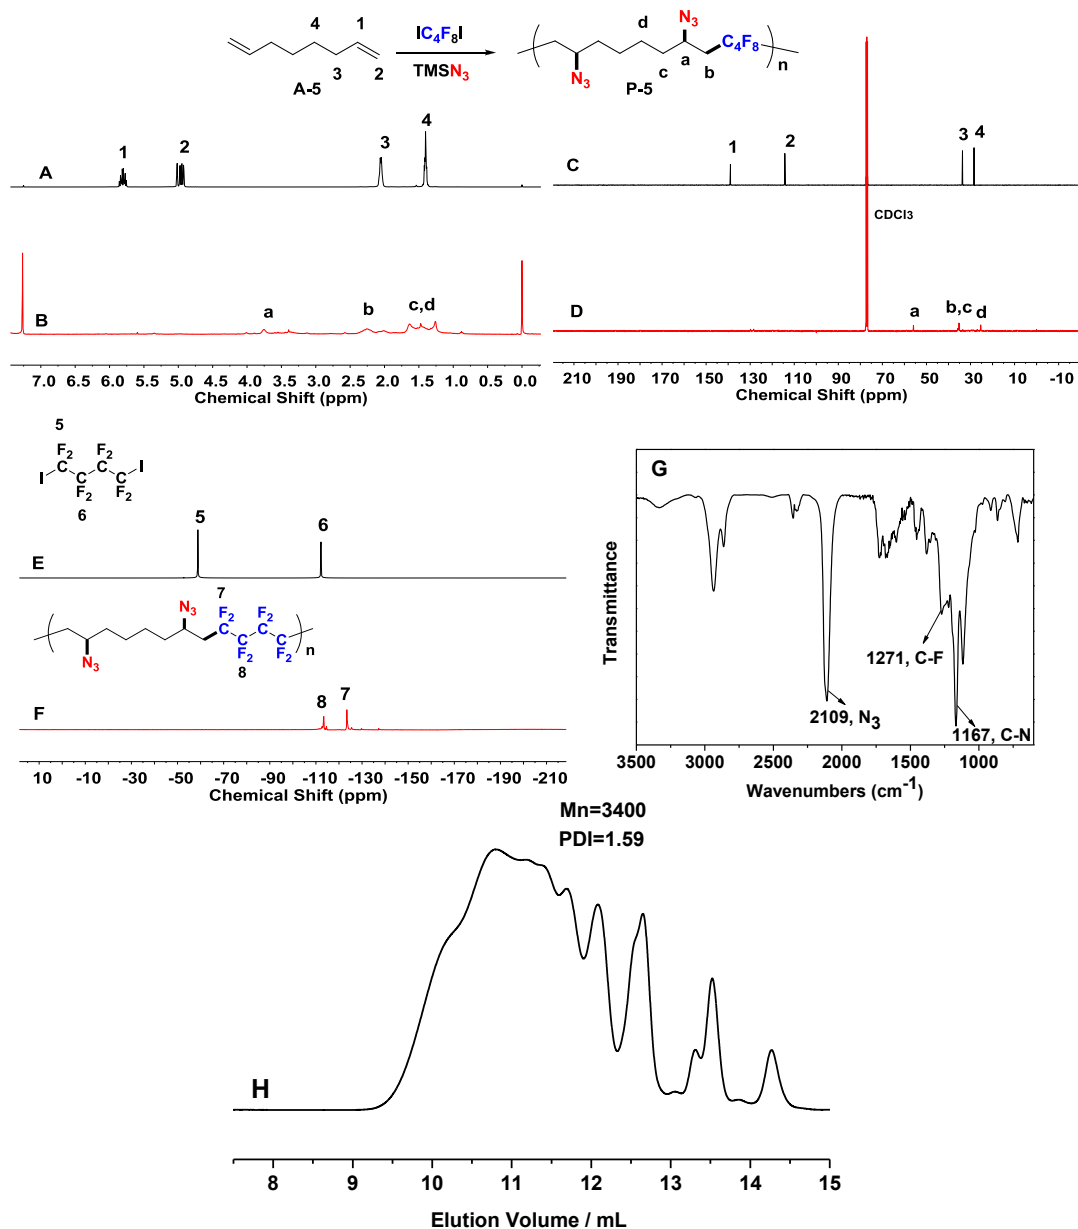 4 1 IC4F8I d N3
3 2 TMSN3 N3 c a b C4F8 n
A-5 P-5
A 1 2 3 4
C 1 2 3 4
CDCl3
B a b c,d
D a b,c d
7.0 6.5 6.0 5.5 5.0 4.5 4.0 3.5 3.0 2.5 2.0 1.5 1.0 0.5 0.0
Chemical Shift (ppm)
210 190 170 150 130 110 90 70 50 30 10 -10
Chemical Shift (ppm)
5
F2 F2
I C C C C I
F2 F2
6
E 5 6
7
N3 F2 F2
C C C C n
N3 F2 F2
8
F 8 7
10 -10 -30 -50 -70 -90 -110 -130 -150 -170 -190 -210
Chemical Shift (ppm)
G
Transmittance
1271, C-F
2109, N3
1167, C-N
3500 3000 2500 2000 1500 1000
Wavenumbers (cm-1)
Mn=3400
PDI=1.59
H
8 9 10 11 12 13 14 15
Elution Volume / mL